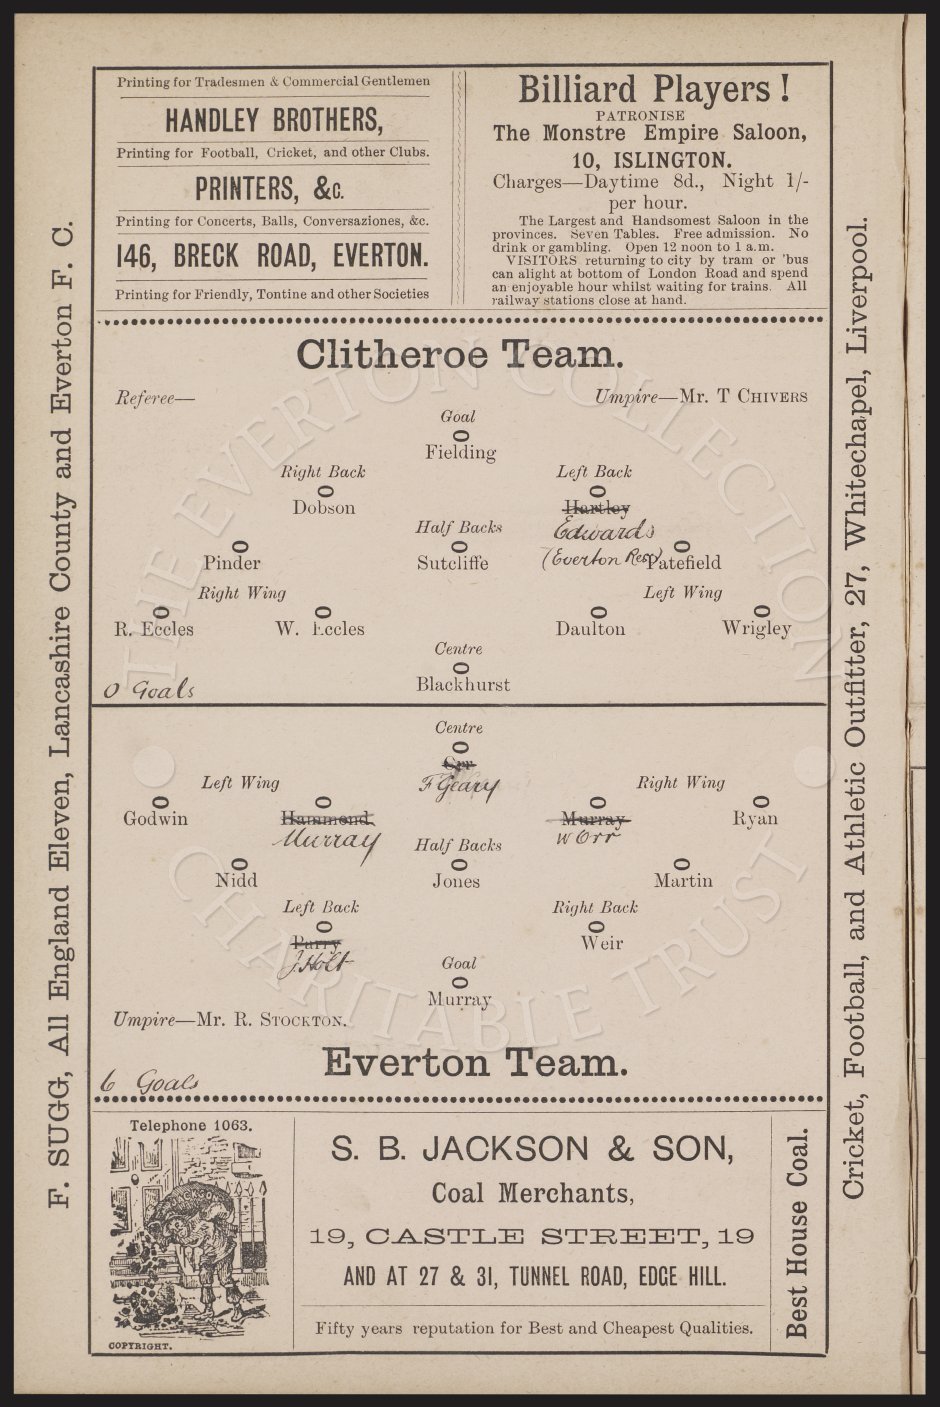 Printing for Tradesmen & Commercial Gentlemen
HANDLEY BROTHERS,
Printing for Football, Cricket, and other Clubs.
PRINTERS, &c.
Printing for Concerts, Balls, Conversaziones, &c.
146, BRECK ROAD, EVERTON.
Printing for Friendly, Tontine and other Societies
Billiard Players !
PATRONISE
The Monstre Empire Saloon,
10, ISLINGTON.
Charges—Daytime 8d., Night 1/-
per hour.
The Largest and Handsomest Saloon in the
provinces. Seven Tables. Free admission. No
drink or gambling. Open 12 noon to 1 a.m.
VISITORS returning to city by tram or 'bus
can alight at bottom of London Road and spend
an enjoyable hour whilst waiting for trains. All
railway stations close at hand.
F. SUGG, All England Eleven, Lancashire County and Everton F. C.
Clitheroe Team.
Referee— Umpire—Mr. T CHIVERS
Goal
O
Fielding
Right Back Left Back
O O
Dobson Hartley
Half Backs Edwards
O O O
(Everton Res)
Pinder Sutcliffe Patefield
Right Wing Left Wing
O O O O
R. Eccles W. Eccles Daulton Wrigley
Centre
O
Blackhurst
0 Goals
Centre
O
Orr
F Geary
Left Wing Right Wing
O O O O
Godwin Hammond Murray Ryan
Murray W Orr
Half Backs
O O O
Nidd Jones Martin
Left Back Right Back
O O
Parry Weir
J. Holt
Goal
O
Murray
Umpire—Mr. R. STOCKTON.
Everton Team.
6 Goals
Cricket, Football, and Athletic Outfitter, 27, Whitechapel, Liverpool.
Telephone 1063.
JACKSON
COPYRIGHT.
S. B. JACKSON & SON,
Coal Merchants,
19, CASTLE STREET, 19
AND AT 27 & 31, TUNNEL ROAD, EDGE HILL.
Fifty years reputation for Best and Cheapest Qualities.
Best House Coal.
THE EVERTON COLLECTION
CHARITABLE TRUST